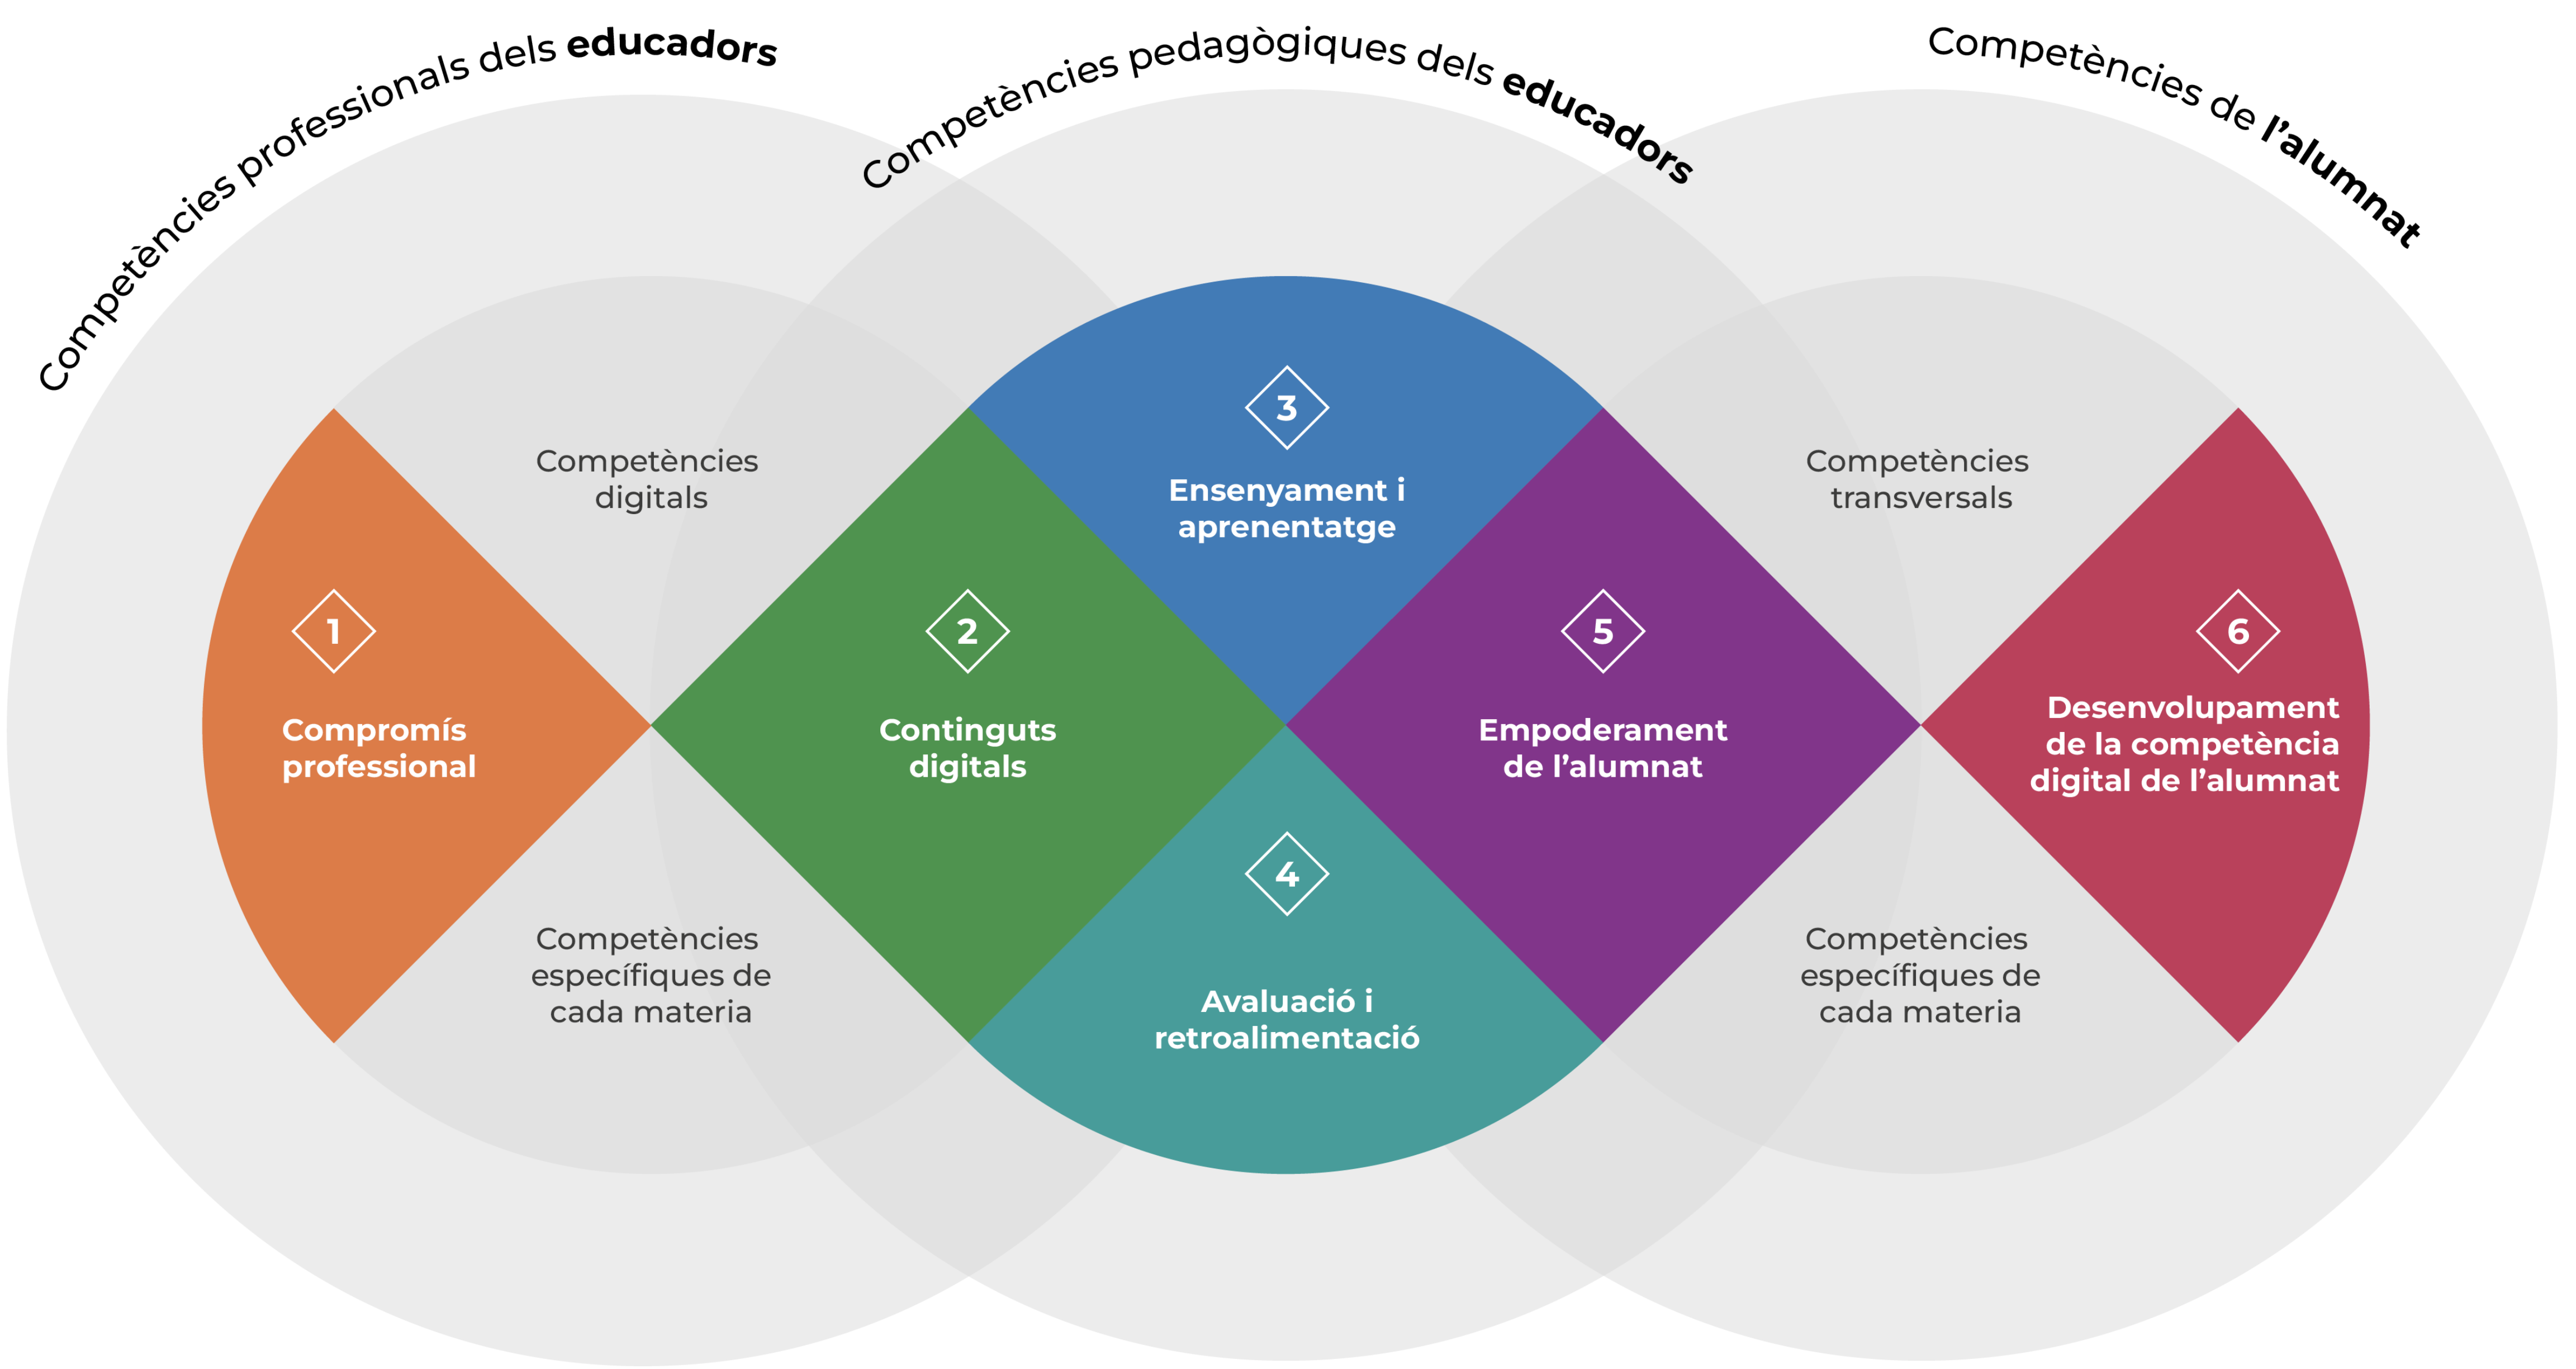 Competències professionals dels educadors
Competències pedagògiques dels educadors
Competències de l’alumnat
Competències
digitals
Competències
específiques de
cada materia
1
Compromís
professional
2
Continguts
digitals
3
Ensenyament i
aprenentatge
4
Avaluació i
retroalimentació
5
Empoderament
de l’alumnat
Competències
transversals
Competències
específiques de
cada materia
6
Desenvolupament
de la competència
digital de l’alumnat